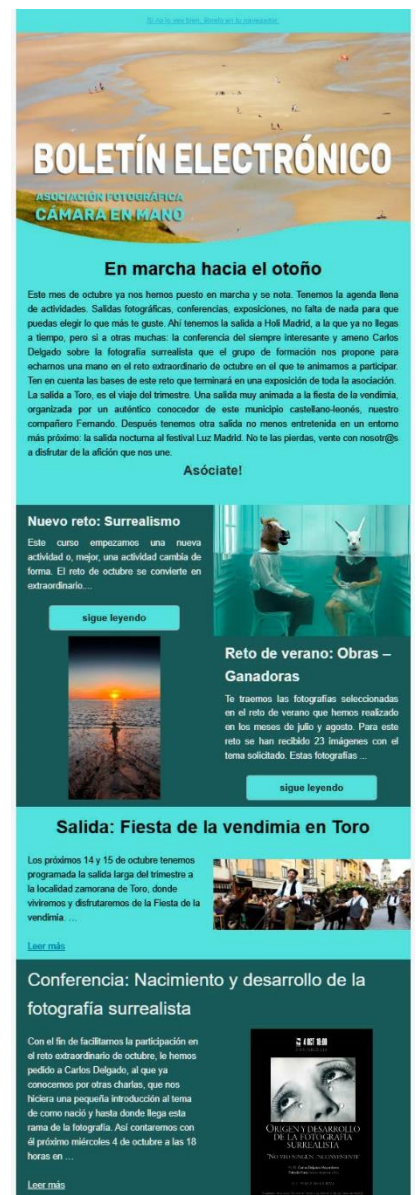 Si no lo ves bien, ábrelo en tu navegador.
BOLETÍN ELECTRÓNICO
ASOCIACIÓN FOTOGRÁFICA
CÁMARA EN MANO
En marcha hacia el otoño
Este mes de octubre ya nos hemos puesto en marcha y se nota. Tenemos la agenda llena
de actividades. Salidas fotográficas, conferencias, exposiciones, no falta de nada para que
puedas elegir lo que más te guste. Ahí tenemos la salida a Holi Madrid, a la que ya no llegas
a tiempo, pero si a otras muchas: la conferencia del siempre interesante y ameno Carlos
Delgado sobre la fotografía surrealista que el grupo de formación nos propone para
echarnos una mano en el reto extraordinario de octubre en el que te animamos a participar.
Ten en cuenta las bases de este reto que terminará en una exposición de toda la asociación.
La salida a Toro, es el viaje del trimestre. Una salida muy animada a la fiesta de la vendimia,
organizada por un auténtico conocedor de este municipio castellano-leonés, nuestro
compañero Fernando. Después tenemos otra salida no menos entretenida en un entorno
más próximo: la salida nocturna al festival Luz Madrid. No te las pierdas, vente con nosotr@s
a disfrutar de la afición que nos une.
Asóciate!
Nuevo reto: Surrealismo
Este curso empezamos una nueva
actividad o, mejor, una actividad cambia de
forma. El reto de octubre se convierte en
extraordinario....
sigue leyendo
Reto de verano: Obras –
Ganadoras
Te traemos las fotografías seleccionadas
en el reto de verano que hemos realizado
en los meses de julio y agosto. Para este
reto se han recibido 23 imágenes con el
tema solicitado. Estas fotografías ...
sigue leyendo
Salida: Fiesta de la vendimia en Toro
Los próximos 14 y 15 de octubre tenemos
programada la salida larga del trimestre a
la localidad zamorana de Toro, donde
viviremos y disfrutaremos de la Fiesta de la
vendimia. ...
Leer más
Conferencia: Nacimiento y desarrollo de la
fotografía surrealista
Con el fin de facilitarnos la participación en
el reto extraordinario de octubre, le hemos
pedido a Carlos Delgado, al que ya
conocemos por otras charlas, que nos
hiciera una pequeña introducción al tema
de como nació y hasta donde llega esta
rama de la fotografía. Así contaremos con
él próximo miércoles 4 de octubre a las 18
horas en ...
Leer más
4 OCT 18:00
ORIGEN Y DESARROLLO
DE LA FOTOGRAFÍA
SURREALISTA